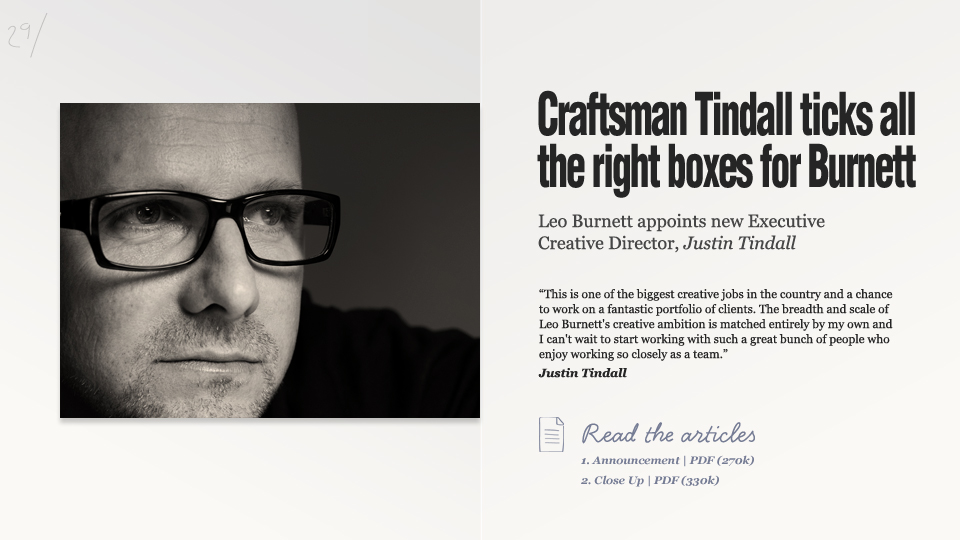 29/
Craftsman Tindall ticks all
the right boxes for Burnett
Leo Burnett appoints new Executive
Creative Director, Justin Tindall
“This is one of the biggest creative jobs in the country and a chance
to work on a fantastic portfolio of clients. The breadth and scale of
Leo Burnett's creative ambition is matched entirely by my own and
I can't wait to start working with such a great bunch of people who
enjoy working so closely as a team.”
Justin Tindall
Read the articles
1. Announcement | PDF (270k)
2. Close Up | PDF (330k)